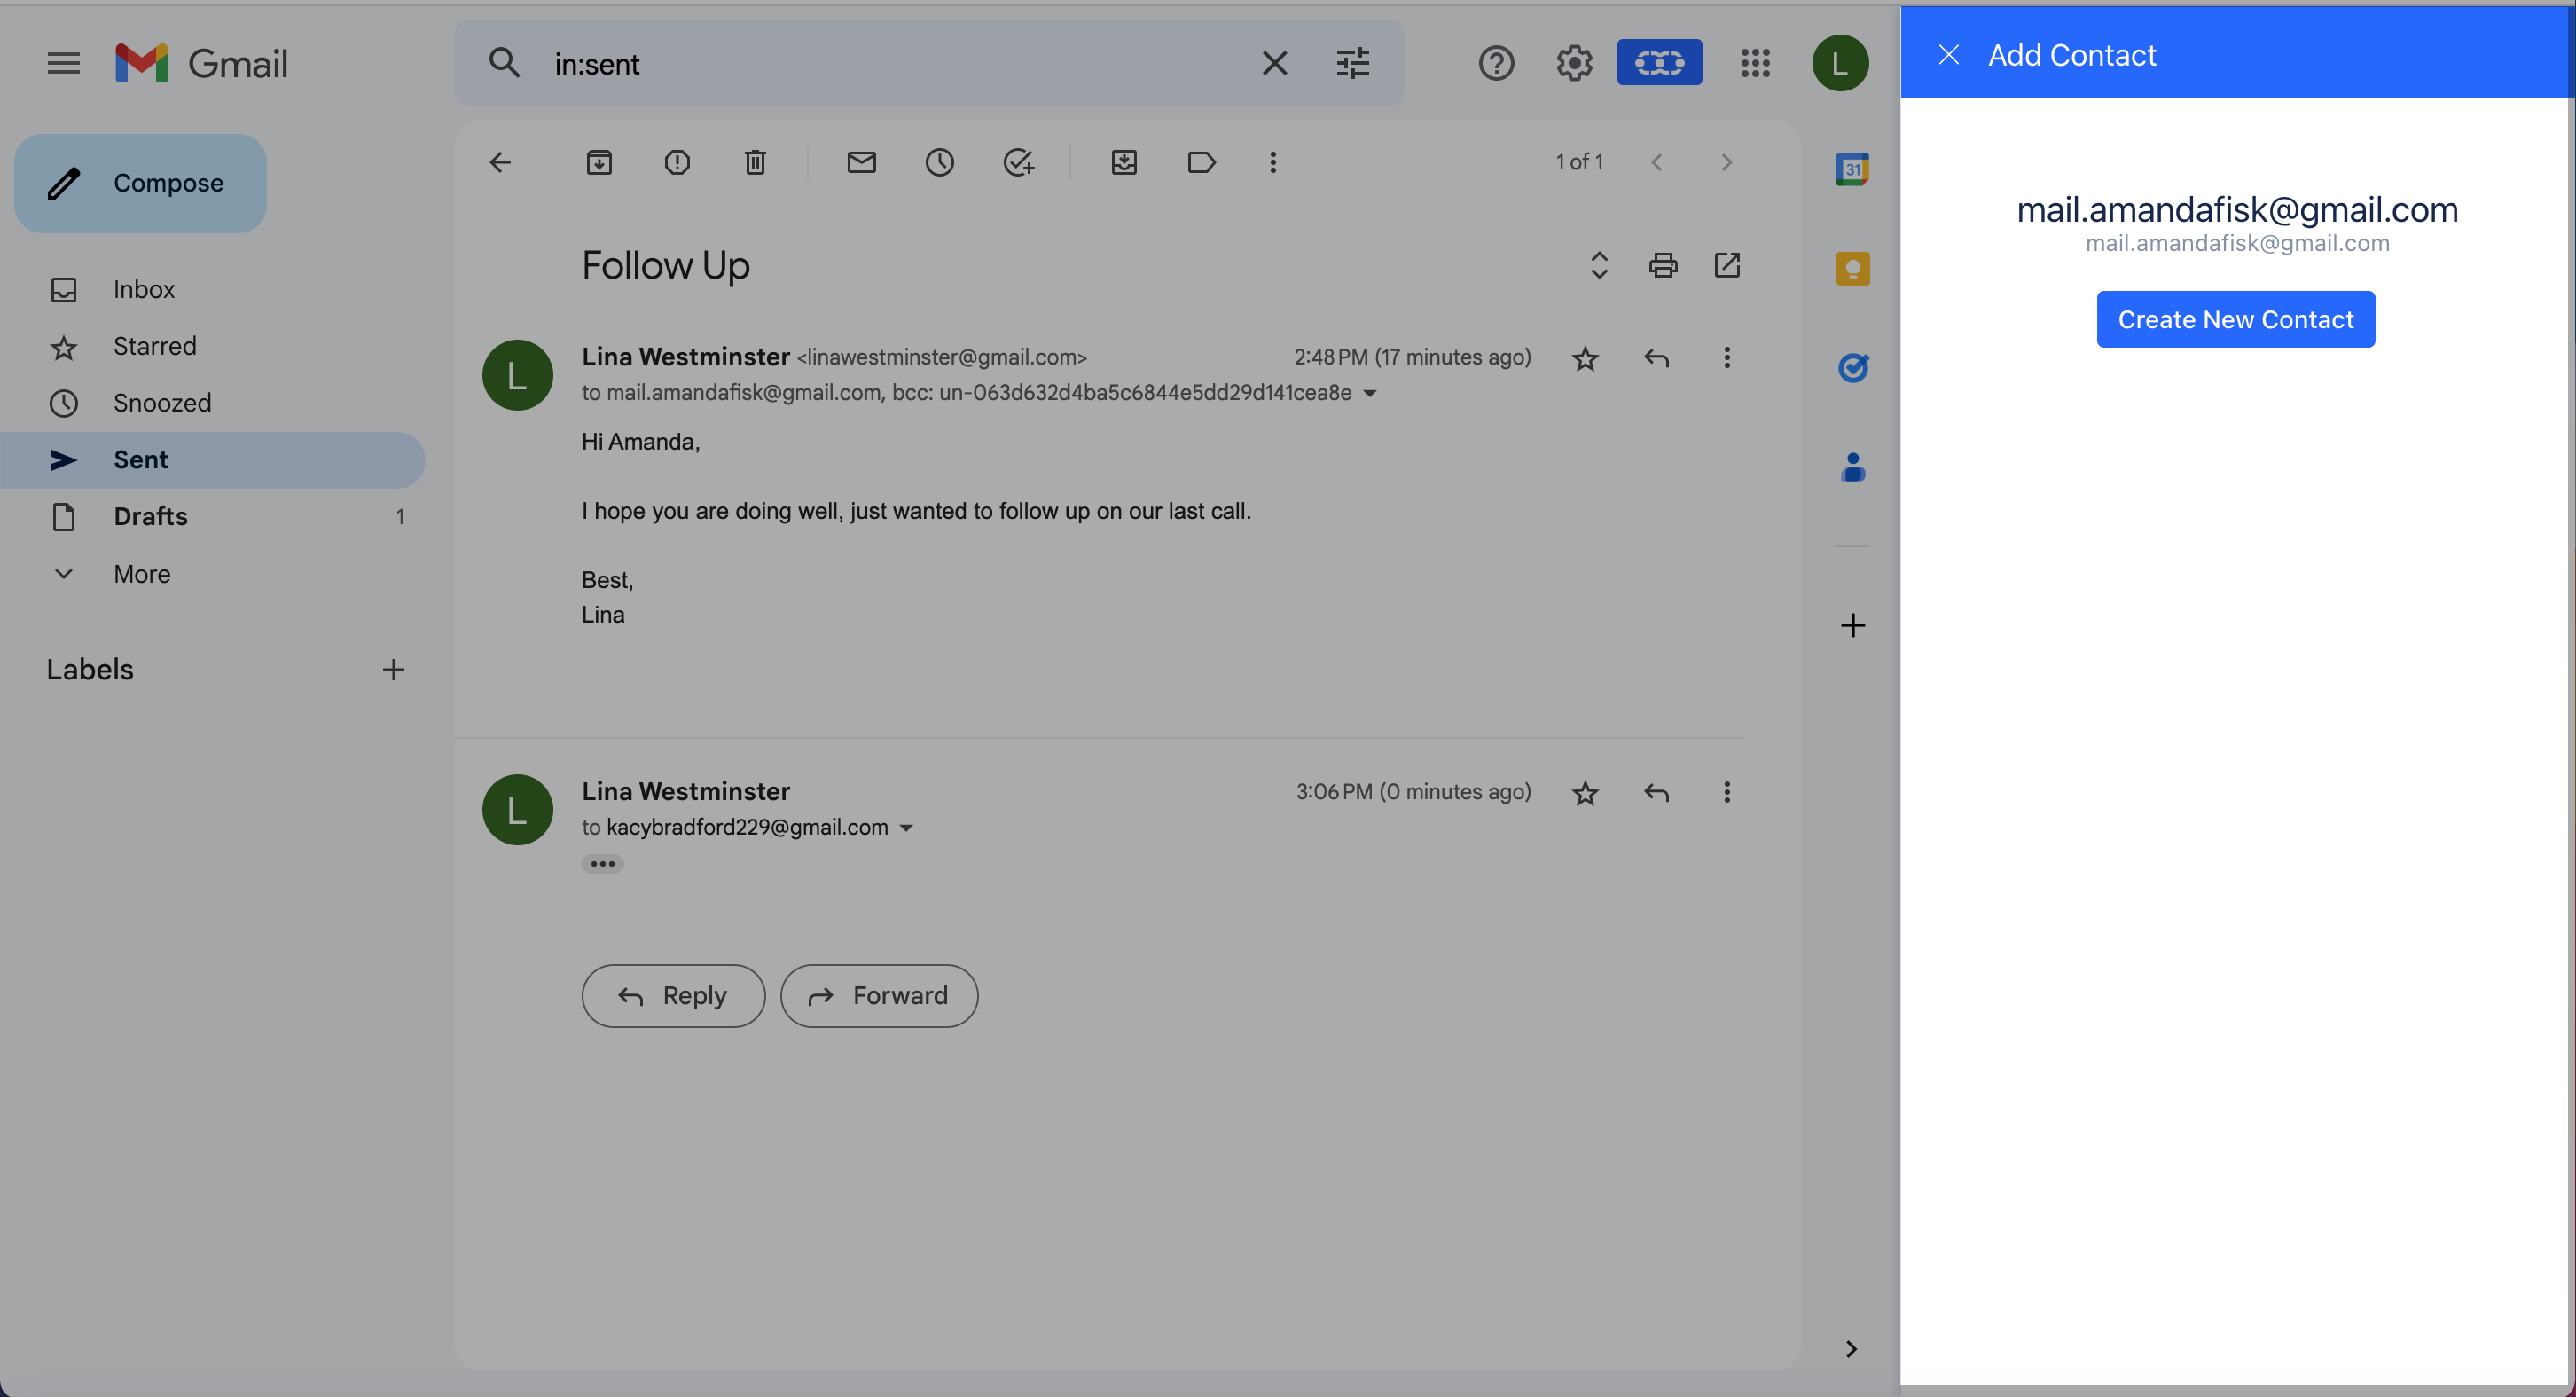 Gmail
in:sent
L
Add Contact
Compose
1 of 1
31
mail.amandafisk@gmail.com
mail.amandafisk@gmail.com
Create New Contact
Follow Up
Inbox
Starred
Snoozed
Sent
Drafts 1
More
Labels
L
Lina Westminster <linawestminster@gmail.com> 2:48 PM (17 minutes ago)
to mail.amandafisk@gmail.com, bcc: un-063d632d4ba5c6844e5dd29d141cea8e
Hi Amanda,
I hope you are doing well, just wanted to follow up on our last call.
Best,
Lina
L
Lina Westminster 3:06 PM (0 minutes ago)
to kacybradford229@gmail.com
Reply
Forward